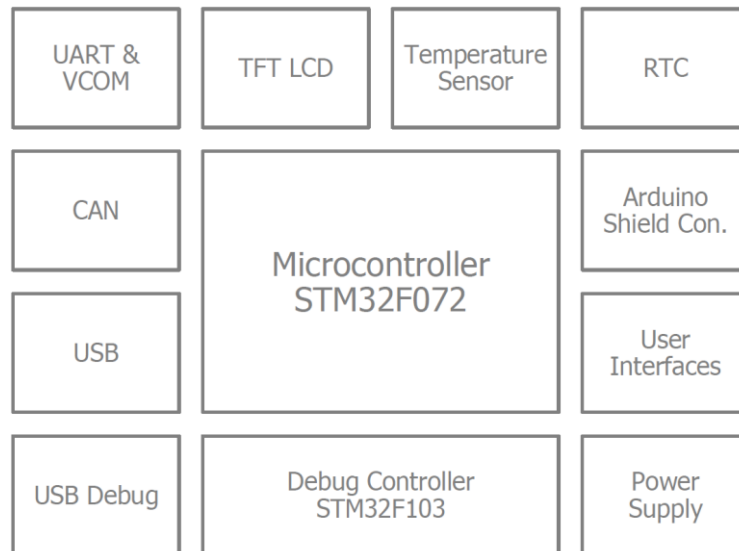 UART &
VCOM
TFT LCD
Temperature
Sensor
RTC
CAN
Microcontroller
STM32F072
Arduino
Shield Con.
USB
User
Interfaces
USB Debug
Debug Controller
STM32F103
Power
Supply